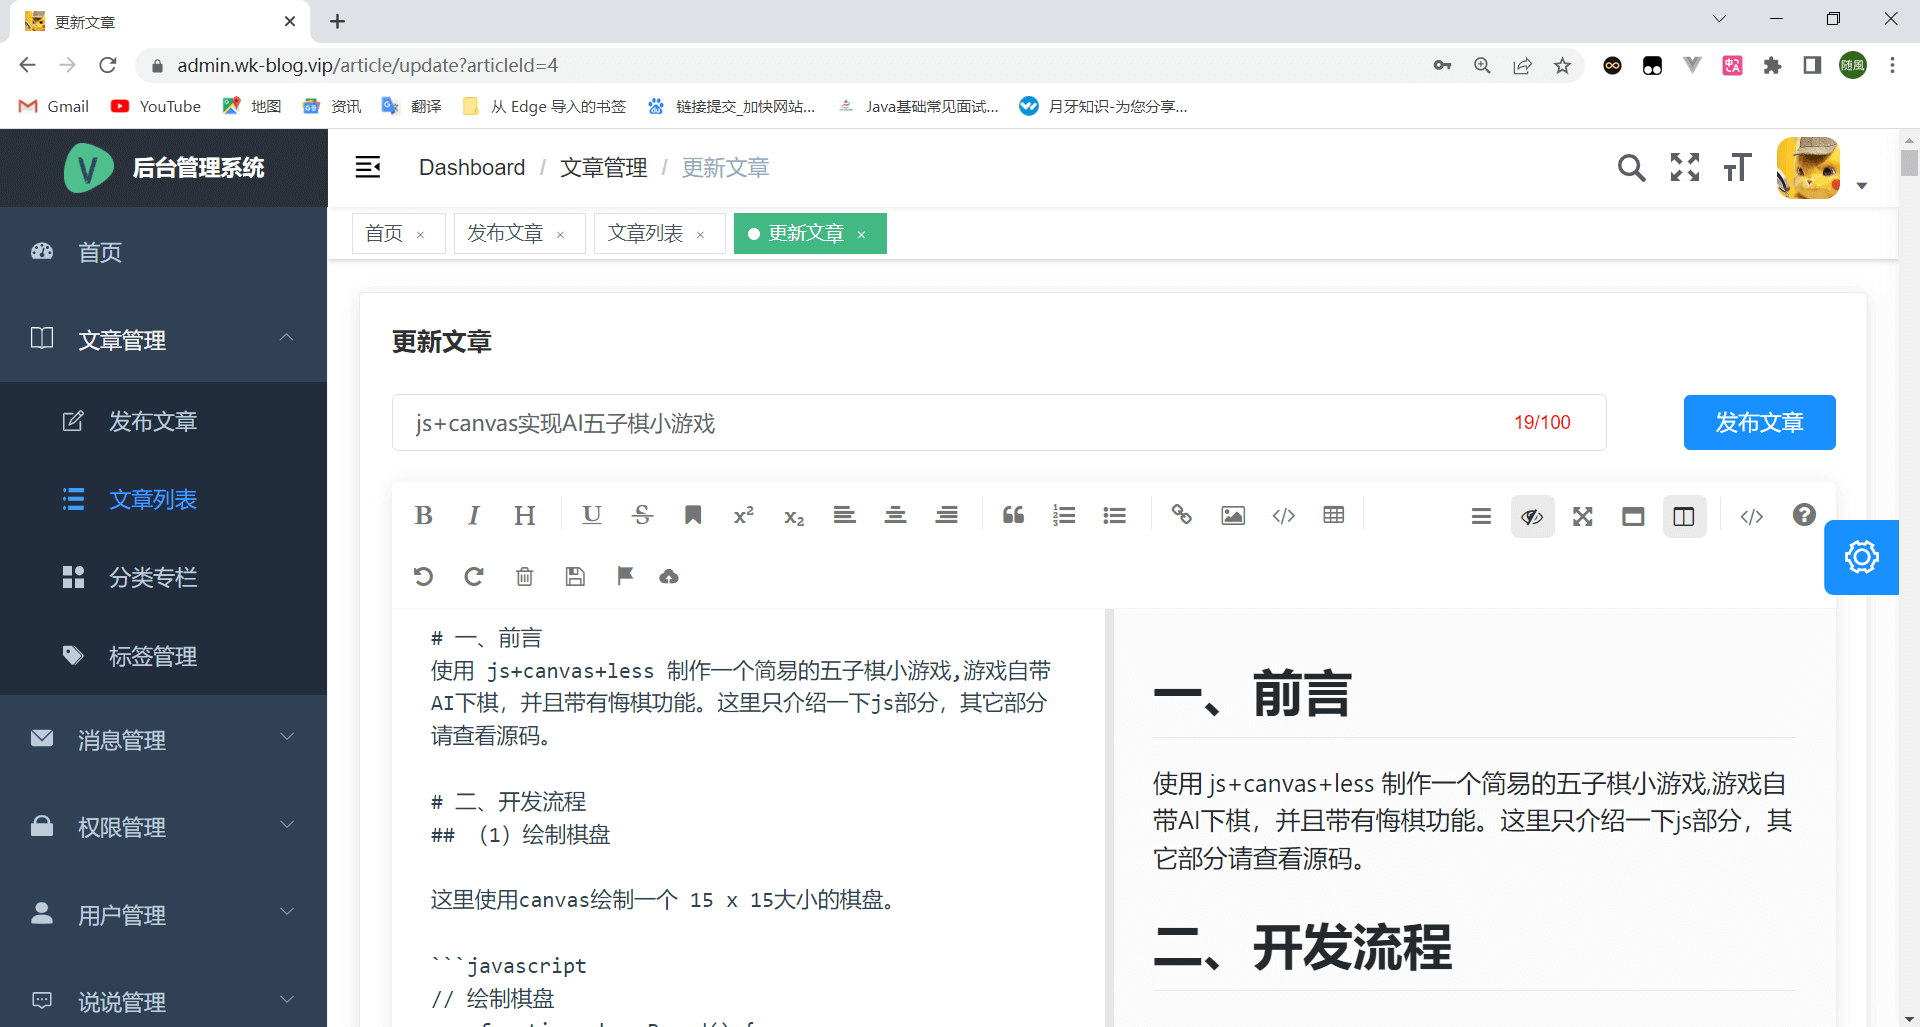 更新文章
admin.wk-blog.vip/article/update?articleId=4
随風
Gmail
YouTube
地图
资讯
翻译
从 Edge 导入的书签
链接提交_加快网站...
Java基础常见面试...
月牙知识-为您分享...
V
后台管理系统
Dashboard / 文章管理 / 更新文章
首页 ×
发布文章 ×
文章列表 ×
更新文章 ×
首页
文章管理
发布文章
文章列表
分类专栏
标签管理
消息管理
权限管理
用户管理
说说管理
更新文章
js+canvas实现AI五子棋小游戏
19/100
发布文章
# 一、前言
使用 js+canvas+less 制作一个简易的五子棋小游戏,游戏自带
AI下棋，并且带有悔棋功能。这里只介绍一下js部分，其它部分
请查看源码。
# 二、开发流程
## （1）绘制棋盘
这里使用canvas绘制一个 15 x 15大小的棋盘。
```javascript
// 绘制棋盘
一、前言
使用 js+canvas+less 制作一个简易的五子棋小游戏,游戏自
带AI下棋，并且带有悔棋功能。这里只介绍一下js部分，其
它部分请查看源码。
二、开发流程